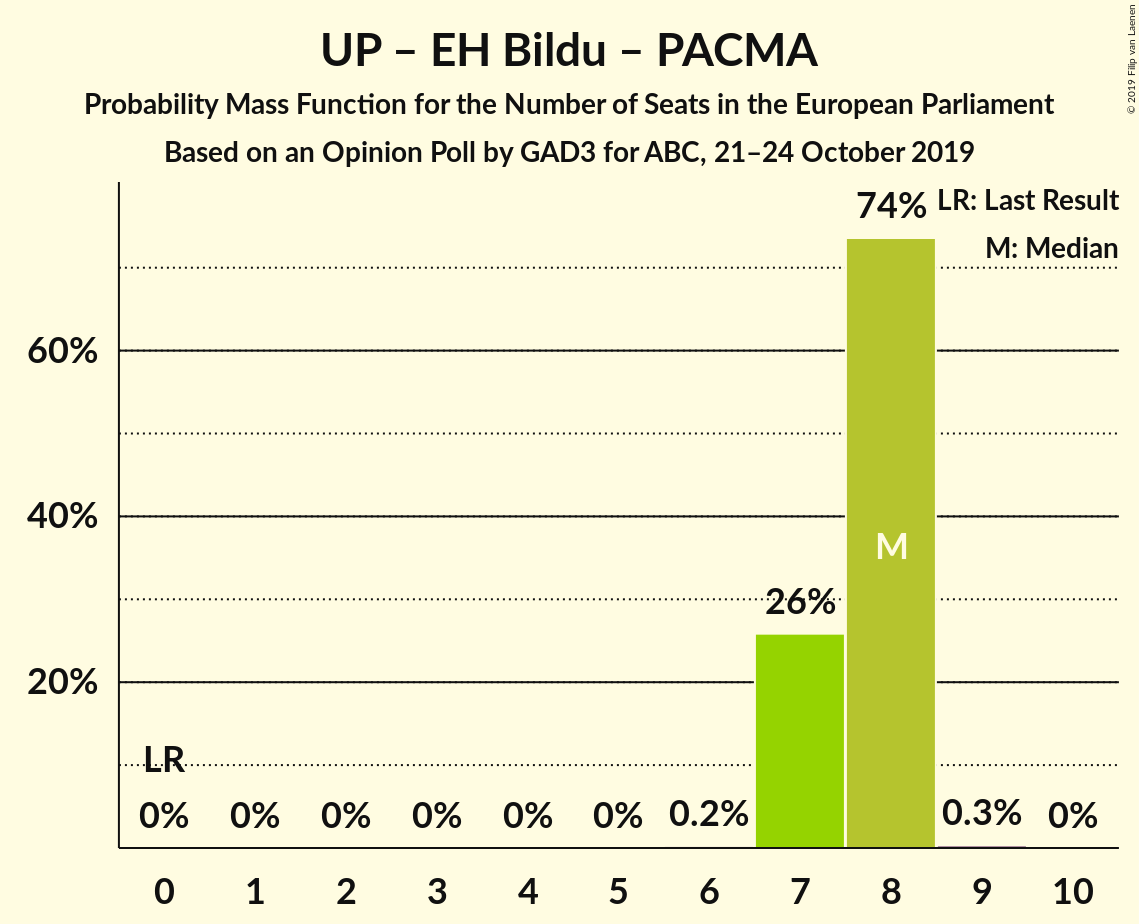 UP – EH Bildu – PACMA
Probability Mass Function for the Number of Seats in the European Parliament
Based on an Opinion Poll by GAD3 for ABC, 21–24 October 2019
© 2019 Filip van Laenen
LR: Last Result
M: Median
74%
60%
40%
M
26%
20%
LR
0% 0% 0% 0% 0% 0% 0.2% 0.3% 0%
0 1 2 3 4 5 6 7 8 9 10